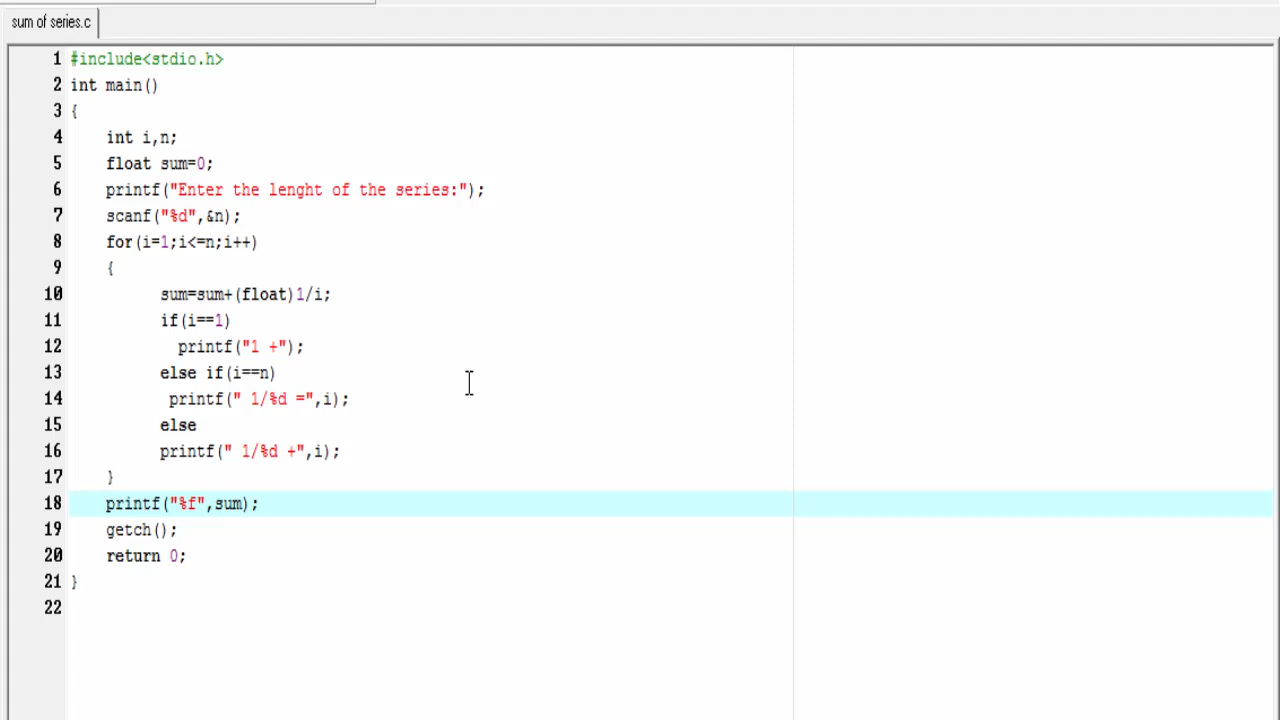 sum of series.c
1 #include<stdio.h>
2 int main()
3 {
4 int i,n;
5 float sum=0;
6 printf("Enter the lenght of the series:");
7 scanf("%d",&n);
8 for(i=1;i<=n;i++)
9 {
10 sum=sum+(float)1/i;
11 if(i==1)
12 printf("1 +");
13 else if(i==n)
14 printf(" 1/%d =",i);
15 else
16 printf(" 1/%d +",i);
17 }
18 printf("%f",sum);
19 getch();
20 return 0;
21 }
22